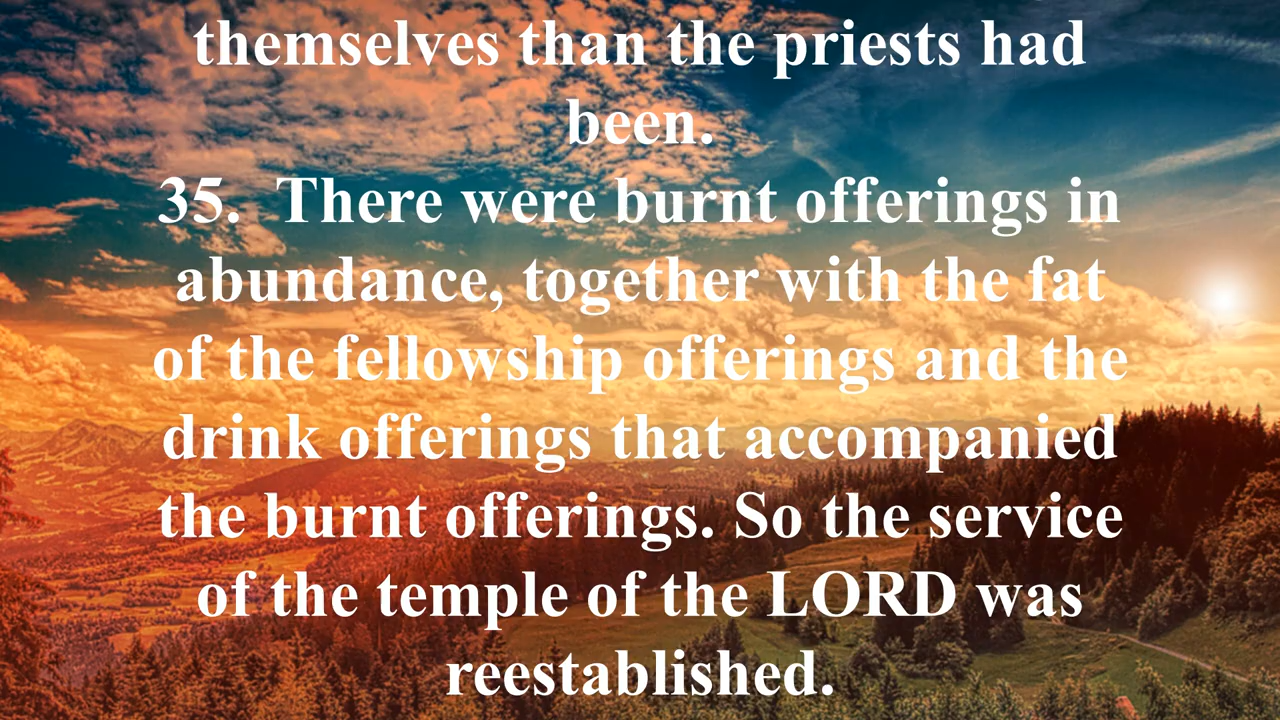 themselves than the priests had
been.
35.  There were burnt offerings in
abundance, together with the fat
of the fellowship offerings and the
drink offerings that accompanied
the burnt offerings. So the service
of the temple of the LORD was
reestablished.